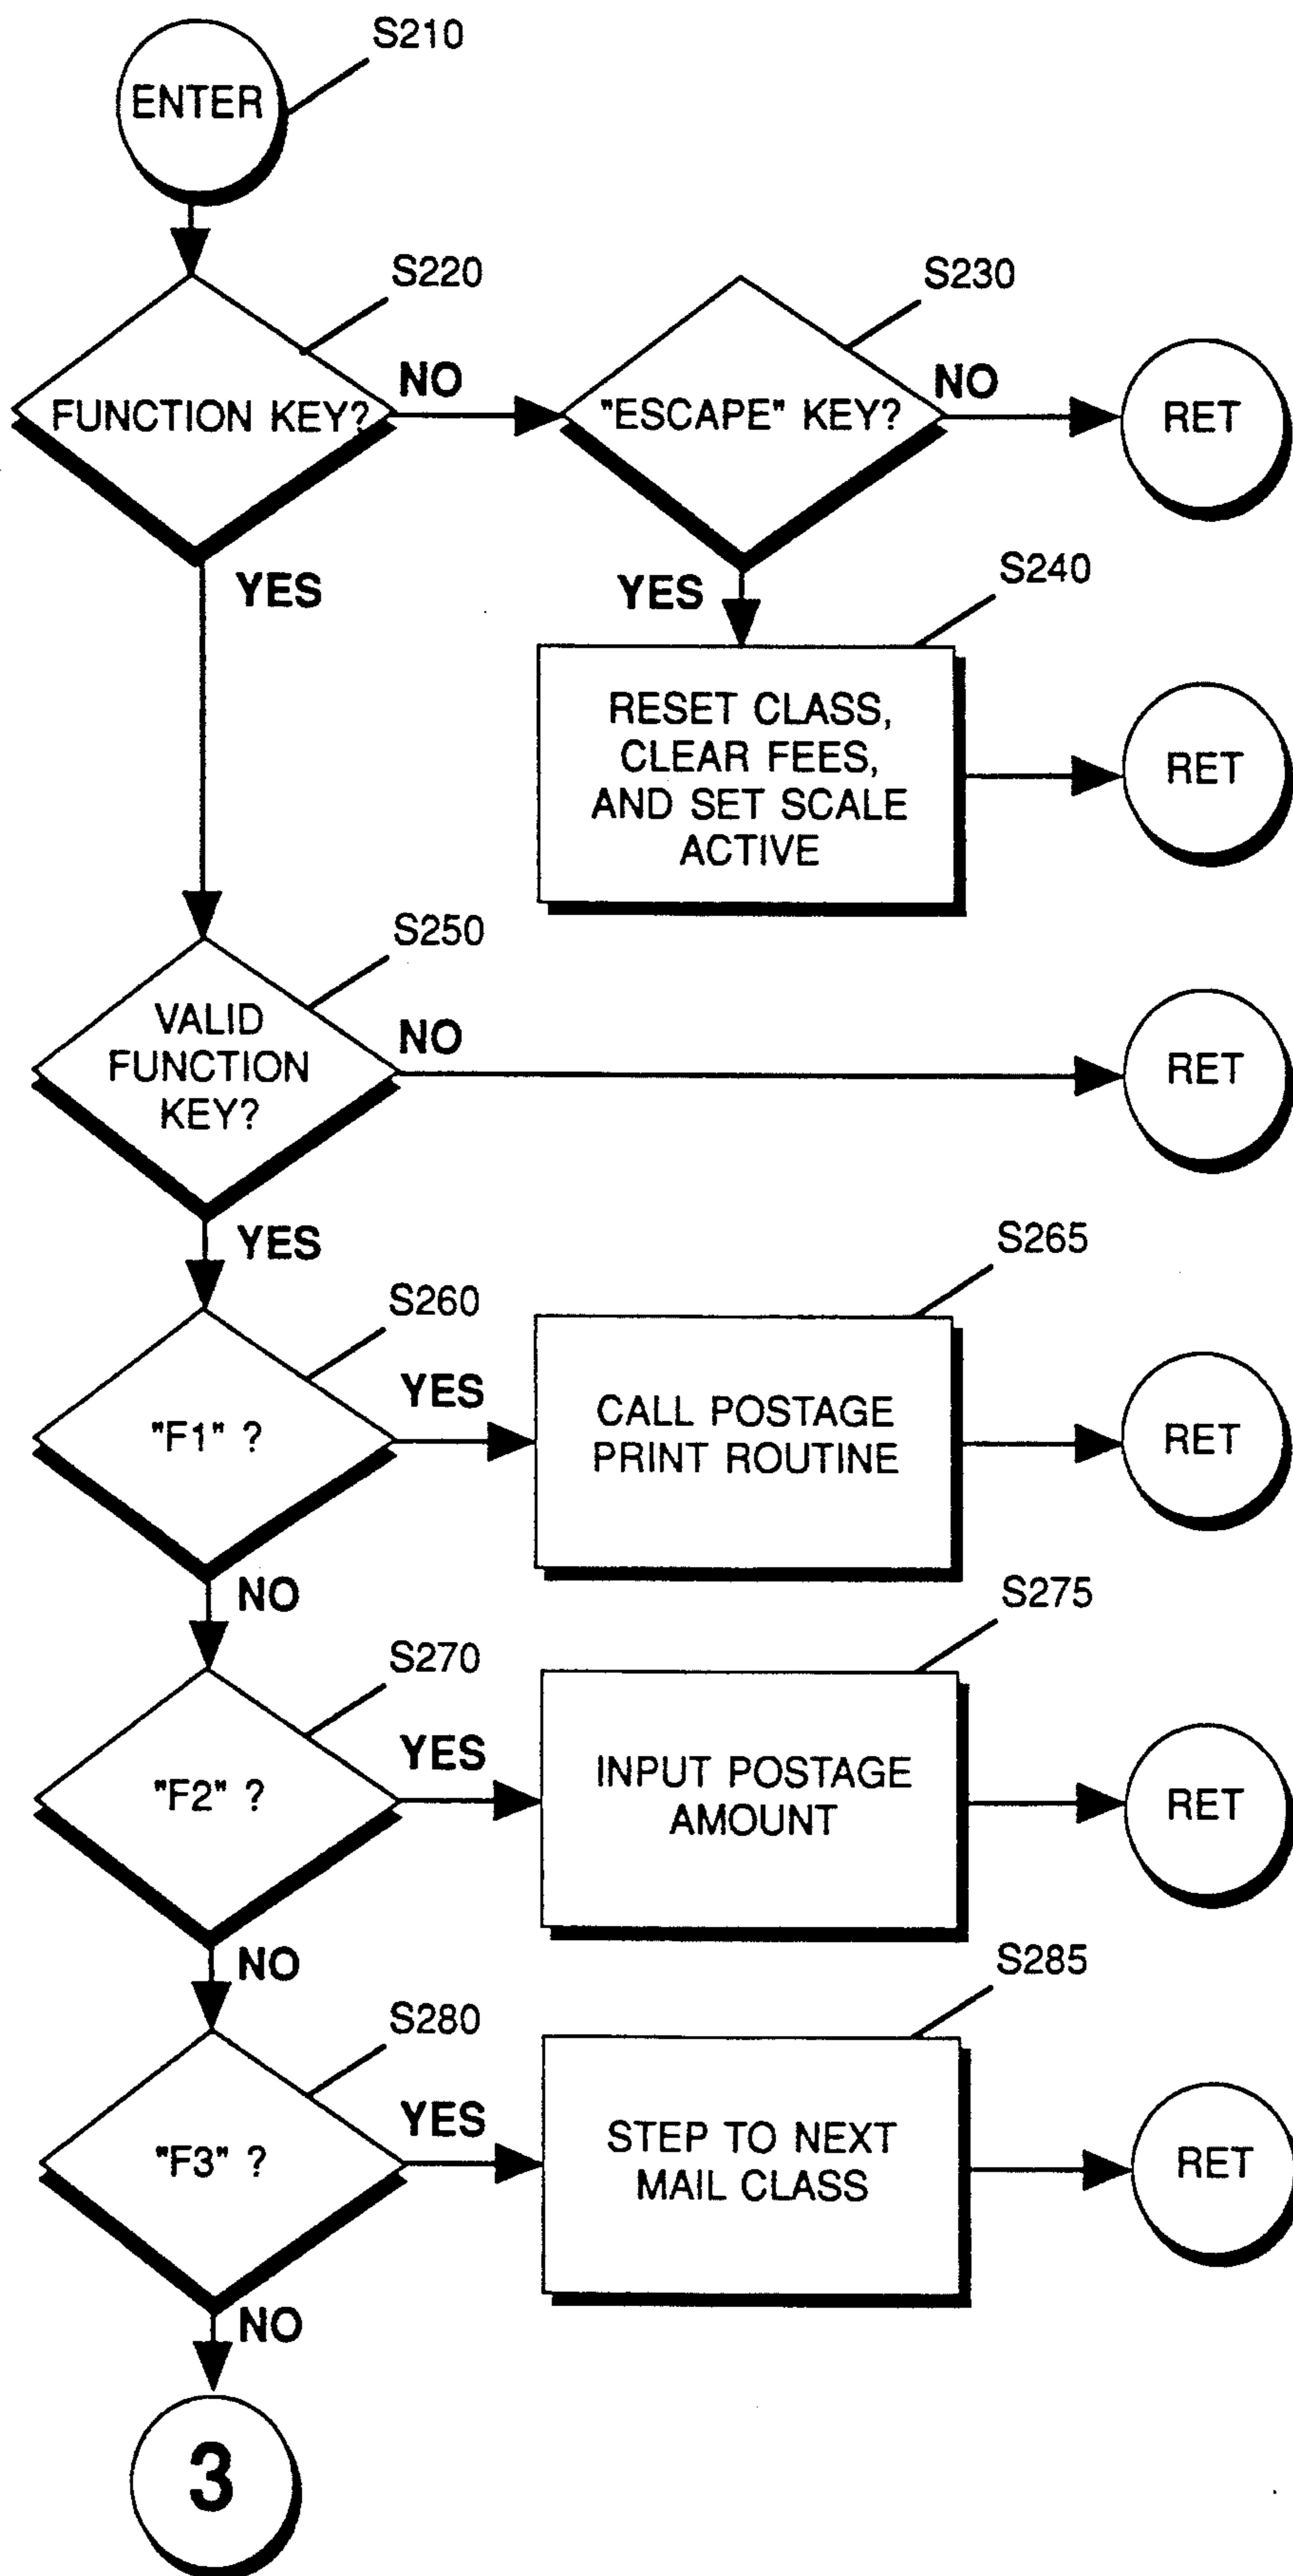 S210
ENTER
S220
S230
FUNCTION KEY?
NO
"ESCAPE" KEY?
NO
RET
YES
YES
S240
RESET CLASS,
CLEAR FEES,
AND SET SCALE
ACTIVE
RET
S250
VALID
FUNCTION
KEY?
NO
RET
YES
S265
S260
"F1" ?
YES
CALL POSTAGE
PRINT ROUTINE
RET
NO
S275
S270
"F2" ?
YES
INPUT POSTAGE
AMOUNT
RET
NO
S285
S280
"F3" ?
YES
STEP TO NEXT
MAIL CLASS
RET
NO
3